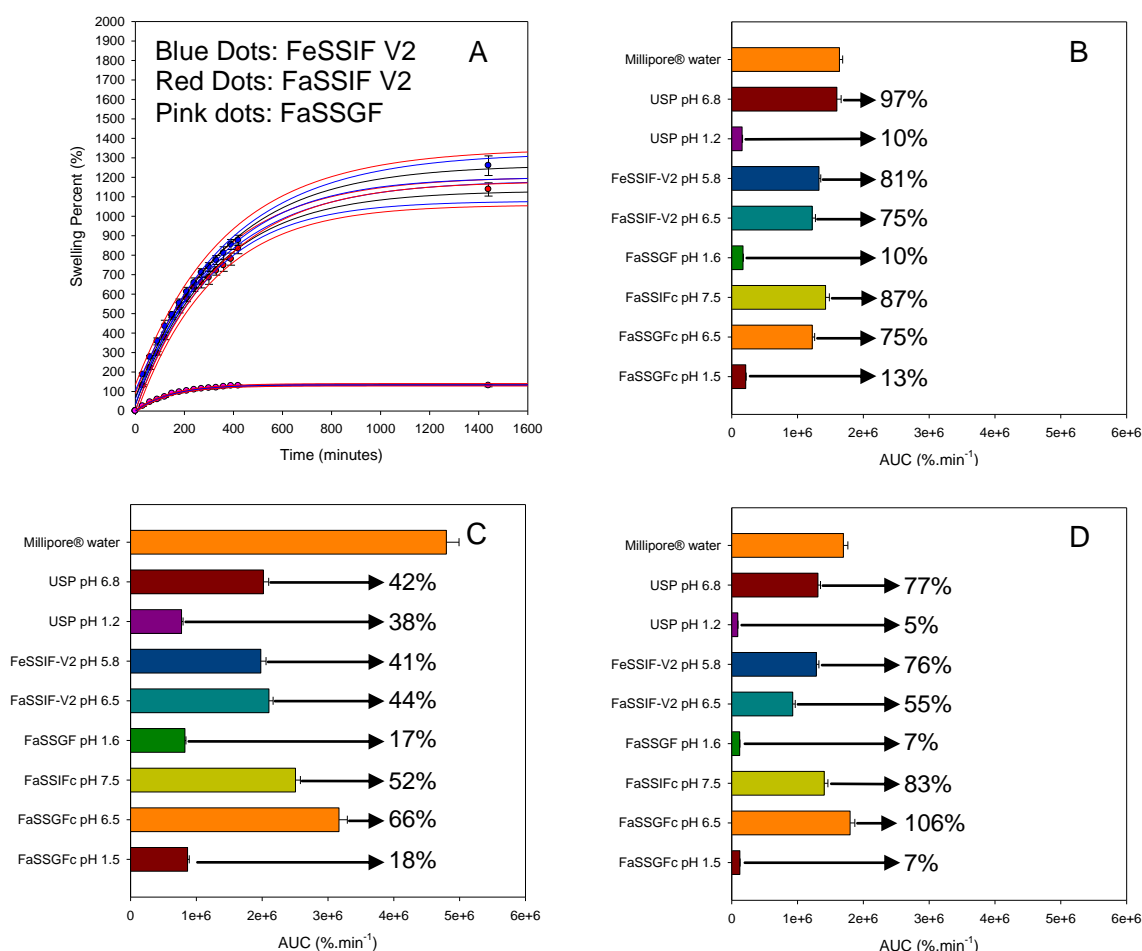 Blue Dots: FeSSIF V2
Red Dots: FaSSIF V2
Pink dots: FaSSGF
A
Swelling Percent (%)
2000
1900
1800
1700
1600
1500
1400
1300
1200
1100
1000
900
800
700
600
500
400
300
200
100
0
0 200 400 600 800 1000 1200 1400 1600
Time (minutes)
B
Millipore® water
USP pH 6.8 97%
USP pH 1.2 10%
FeSSIF-V2 pH 5.8 81%
FaSSIF-V2 pH 6.5 75%
FaSSGF pH 1.6 10%
FaSSIFc pH 7.5 87%
FaSSGFc pH 6.5 75%
FaSSGFc pH 1.5 13%
0 1e+6 2e+6 3e+6 4e+6 5e+6 6e+6
AUC (%.min-1)
C
Millipore® water
USP pH 6.8 42%
USP pH 1.2 38%
FeSSIF-V2 pH 5.8 41%
FaSSIF-V2 pH 6.5 44%
FaSSGF pH 1.6 17%
FaSSIFc pH 7.5 52%
FaSSGFc pH 6.5 66%
FaSSGFc pH 1.5 18%
0 1e+6 2e+6 3e+6 4e+6 5e+6 6e+6
AUC (%.min-1)
D
Millipore® water
USP pH 6.8 77%
USP pH 1.2 5%
FeSSIF-V2 pH 5.8 76%
FaSSIF-V2 pH 6.5 55%
FaSSGF pH 1.6 7%
FaSSIFc pH 7.5 83%
FaSSGFc pH 6.5 106%
FaSSGFc pH 1.5 7%
0 1e+6 2e+6 3e+6 4e+6 5e+6 6e+6
AUC (%.min-1)